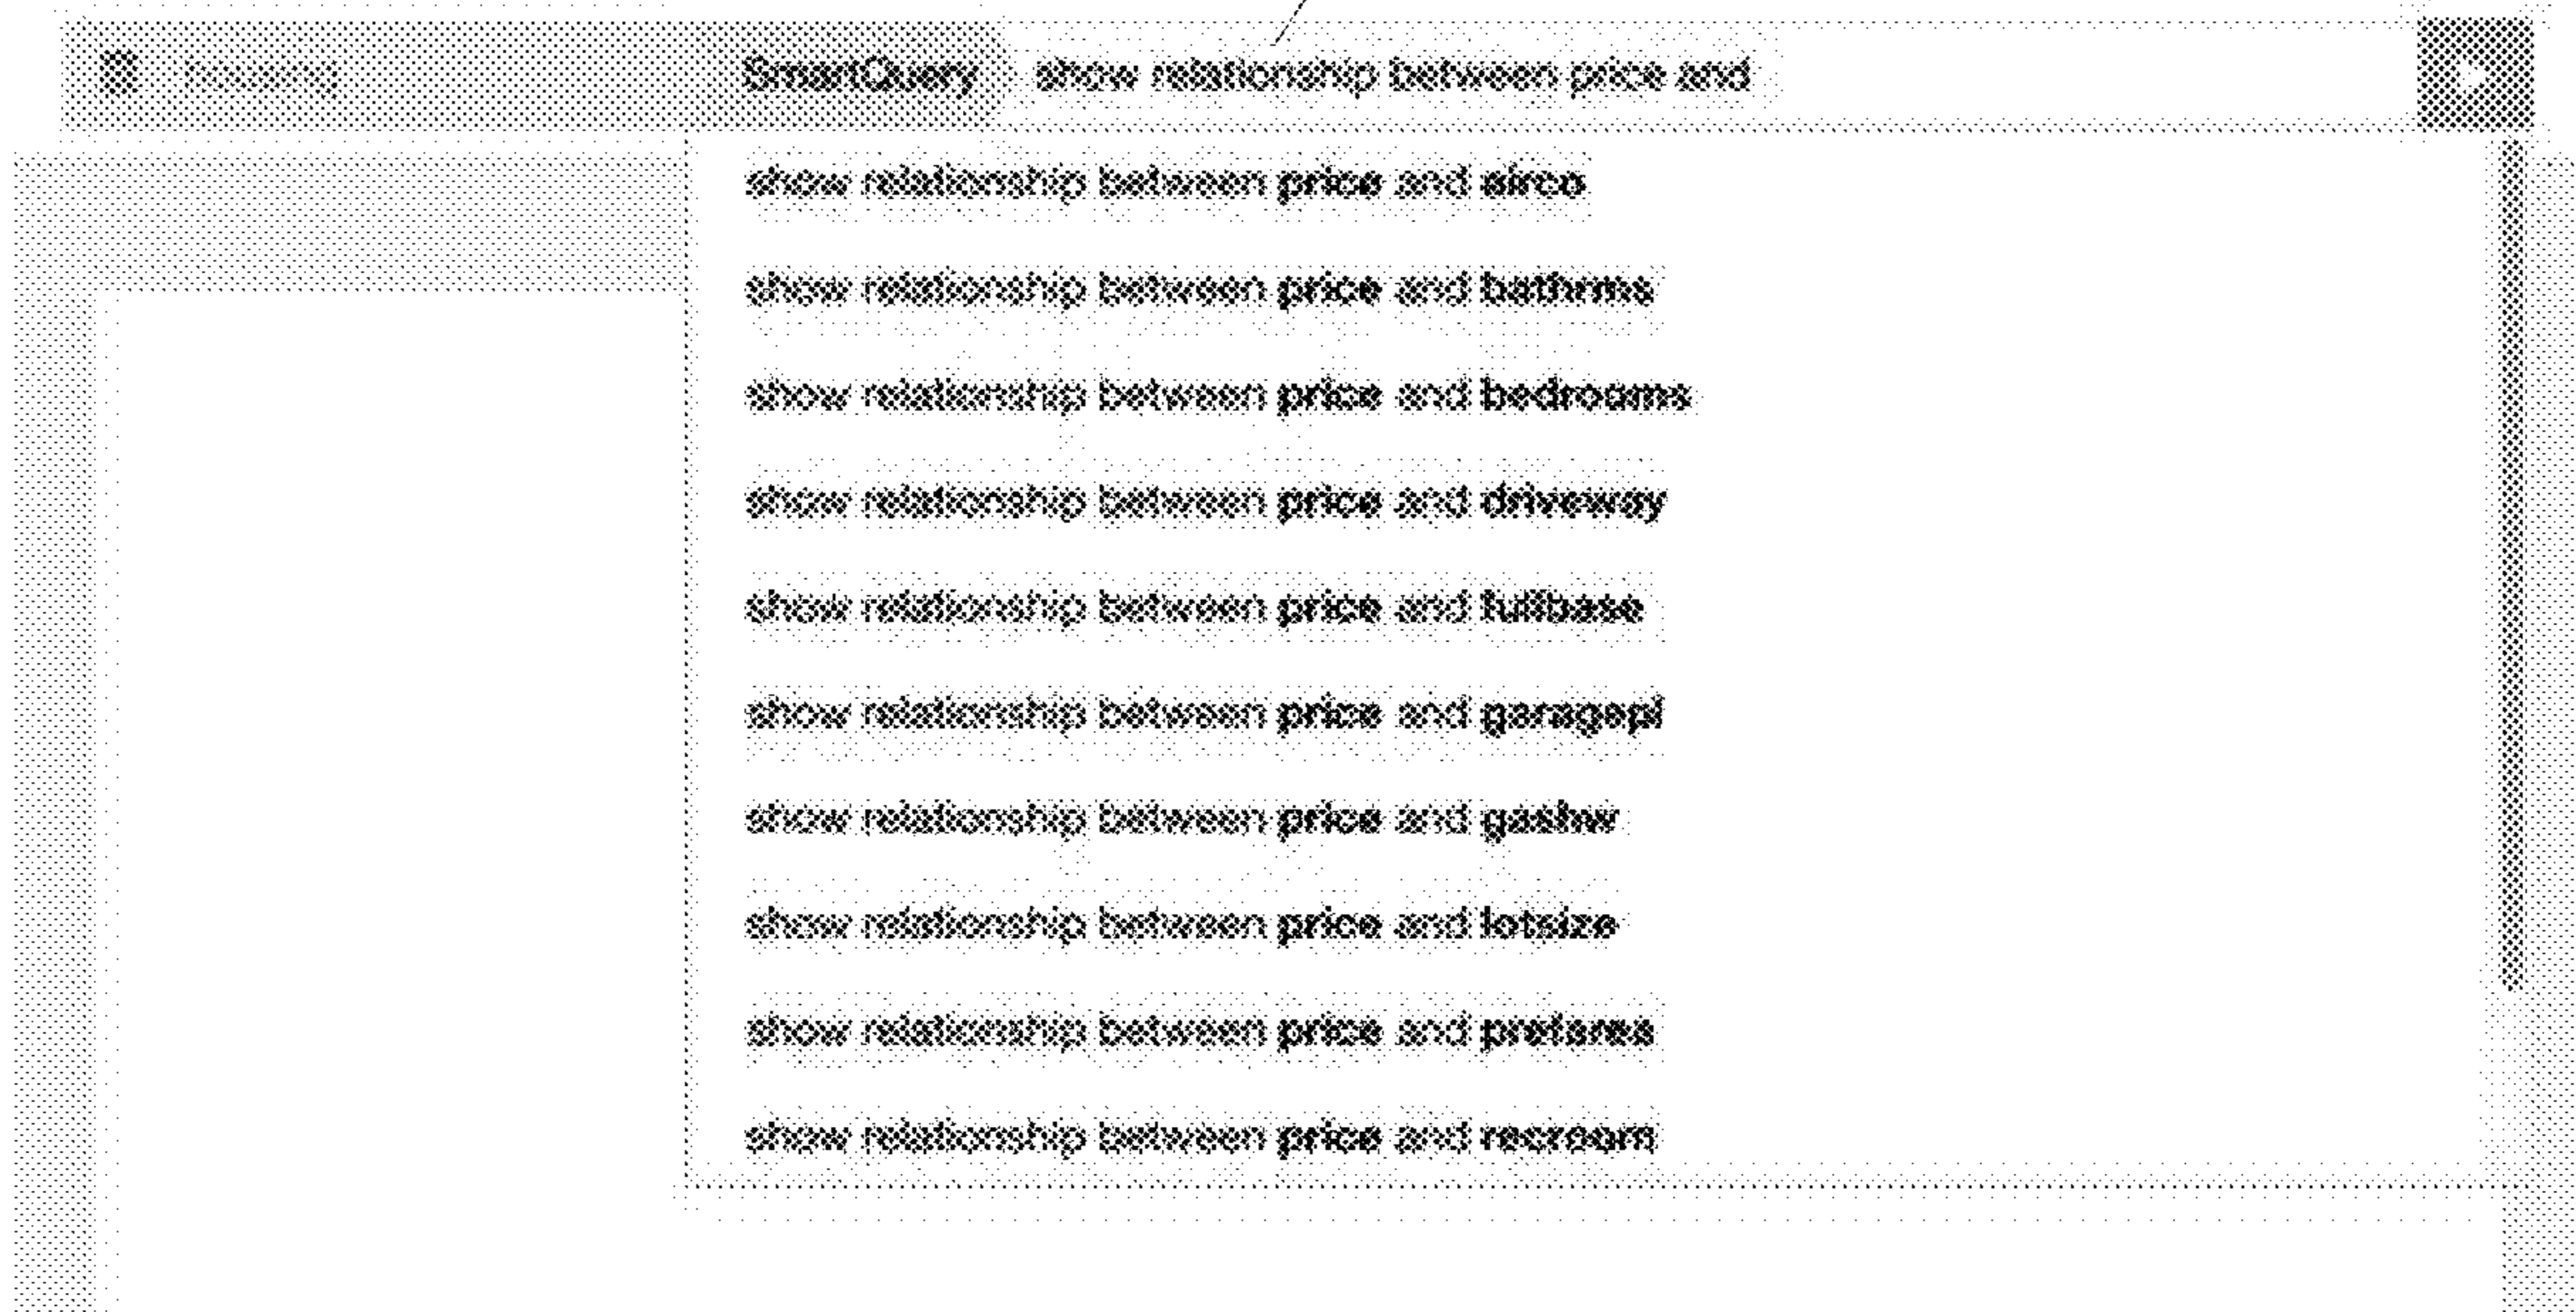 Housing SmartQuery show relationship between price and
show relationship between price and airco
show relationship between price and bathrms
show relationship between price and bedrooms
show relationship between price and driveway
show relationship between price and fullbase
show relationship between price and garagepl
show relationship between price and gashw
show relationship between price and lotsize
show relationship between price and prefarea
show relationship between price and recroom